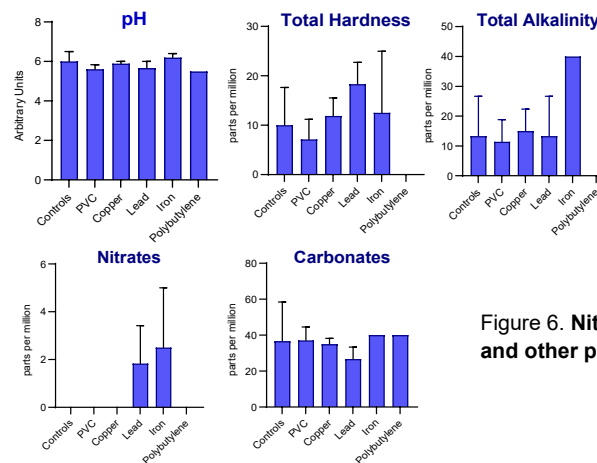 pH
Arbitrary Units
8
6
4
2
0
Controls
PVC
Copper
Lead
Iron
Polybutylene
Total Hardness
parts per million
30
20
10
0
Controls
PVC
Copper
Lead
Iron
Polybutylene
Total Alkalinity
parts per million
50
40
30
20
10
0
Controls
PVC
Copper
Lead
Iron
Polybutylene
Nitrates
parts per million
6
4
2
0
Controls
PVC
Copper
Lead
Iron
Polybutylene
Carbonates
parts per million
80
60
40
20
0
Controls
PVC
Copper
Lead
Iron
Polybutylene
Figure 6. Nit
and other p